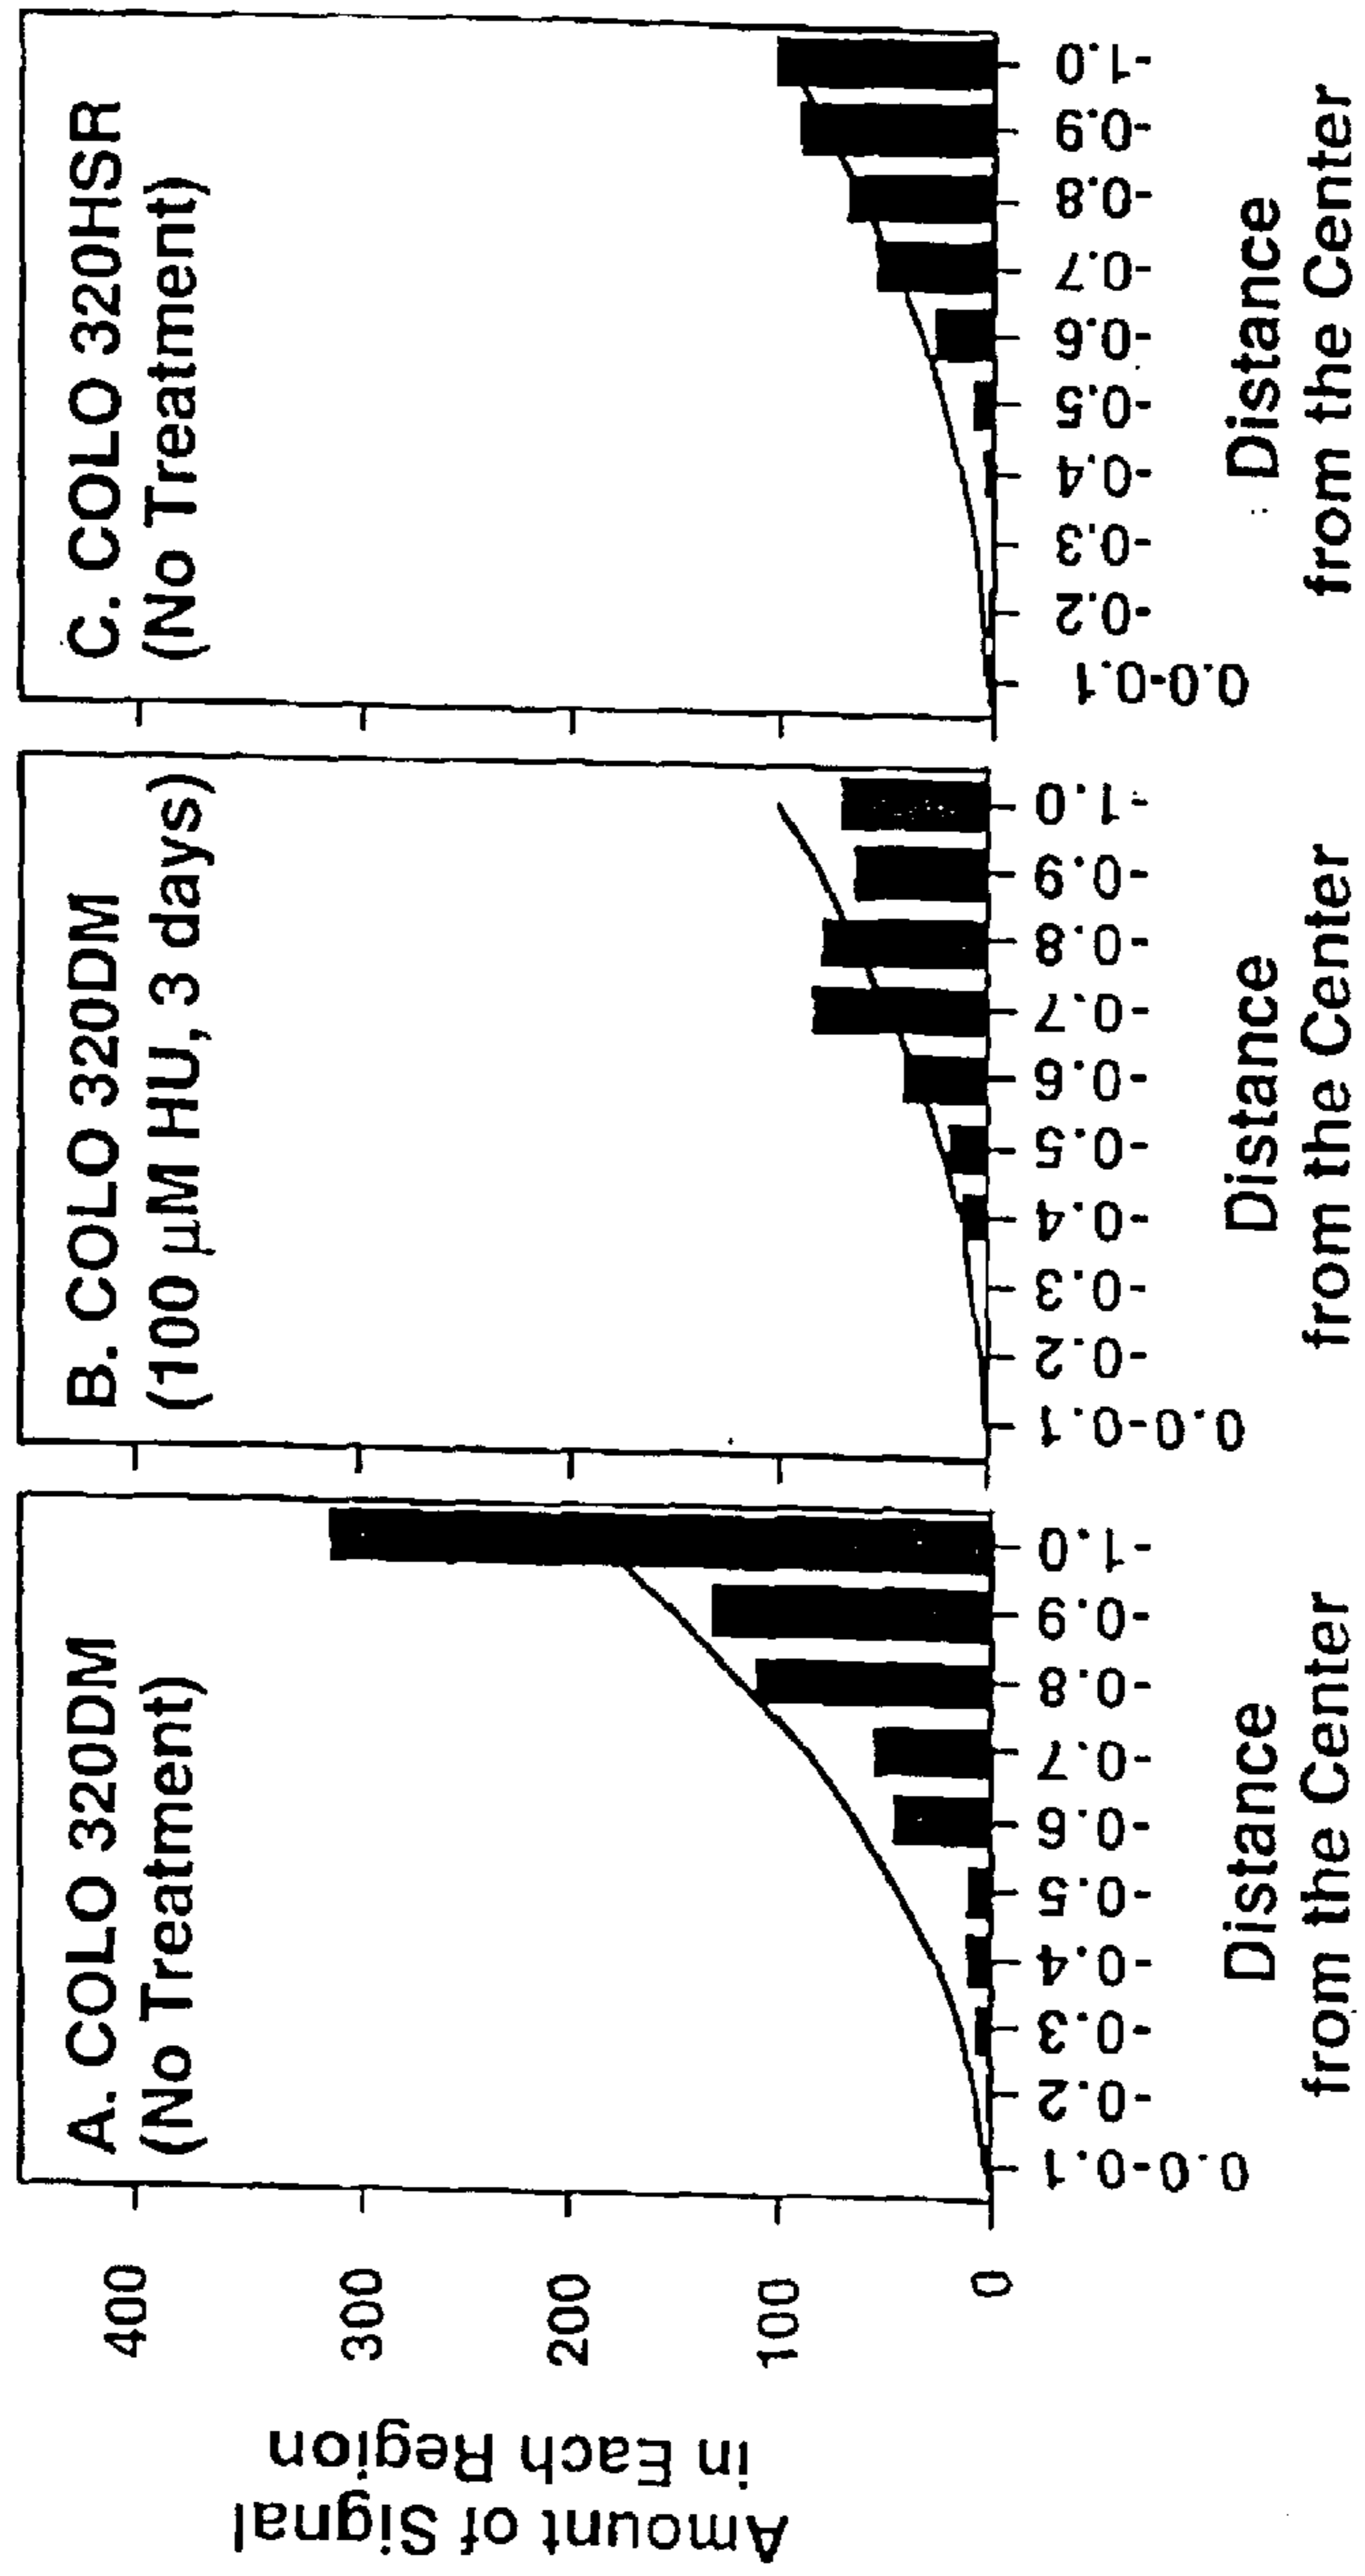 Amount of Signal
in Each Region
400
300
200
100
0
A. COLO 320DM
(No Treatment)
0.0-0.1
-0.2
-0.3
-0.4
-0.5
-0.6
-0.7
-0.8
-0.9
-1.0
Distance
from the Center
B. COLO 320DM
(100 µM HU, 3 days)
0.0-0.1
-0.2
-0.3
-0.4
-0.5
-0.6
-0.7
-0.8
-0.9
-1.0
Distance
from the Center
C. COLO 320HSR
(No Treatment)
0.0-0.1
-0.2
-0.3
-0.4
-0.5
-0.6
-0.7
-0.8
-0.9
-1.0
Distance
from the Center